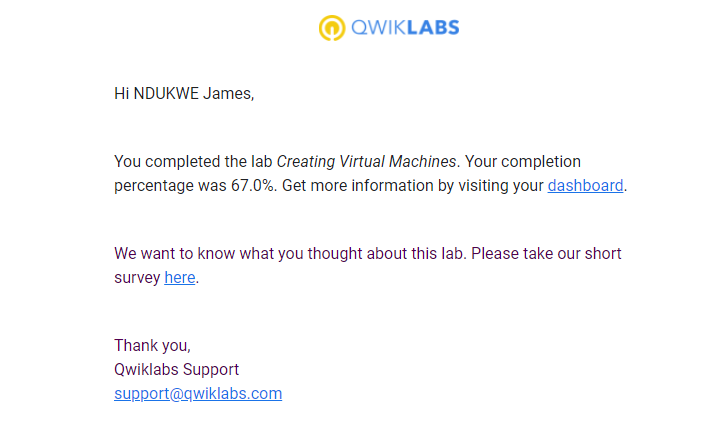 QWIKLABS
Hi NDUKWE James,
You completed the lab Creating Virtual Machines. Your completion
percentage was 67.0%. Get more information by visiting your dashboard.
We want to know what you thought about this lab. Please take our short
survey here.
Thank you,
Qwiklabs Support
support@qwiklabs.com